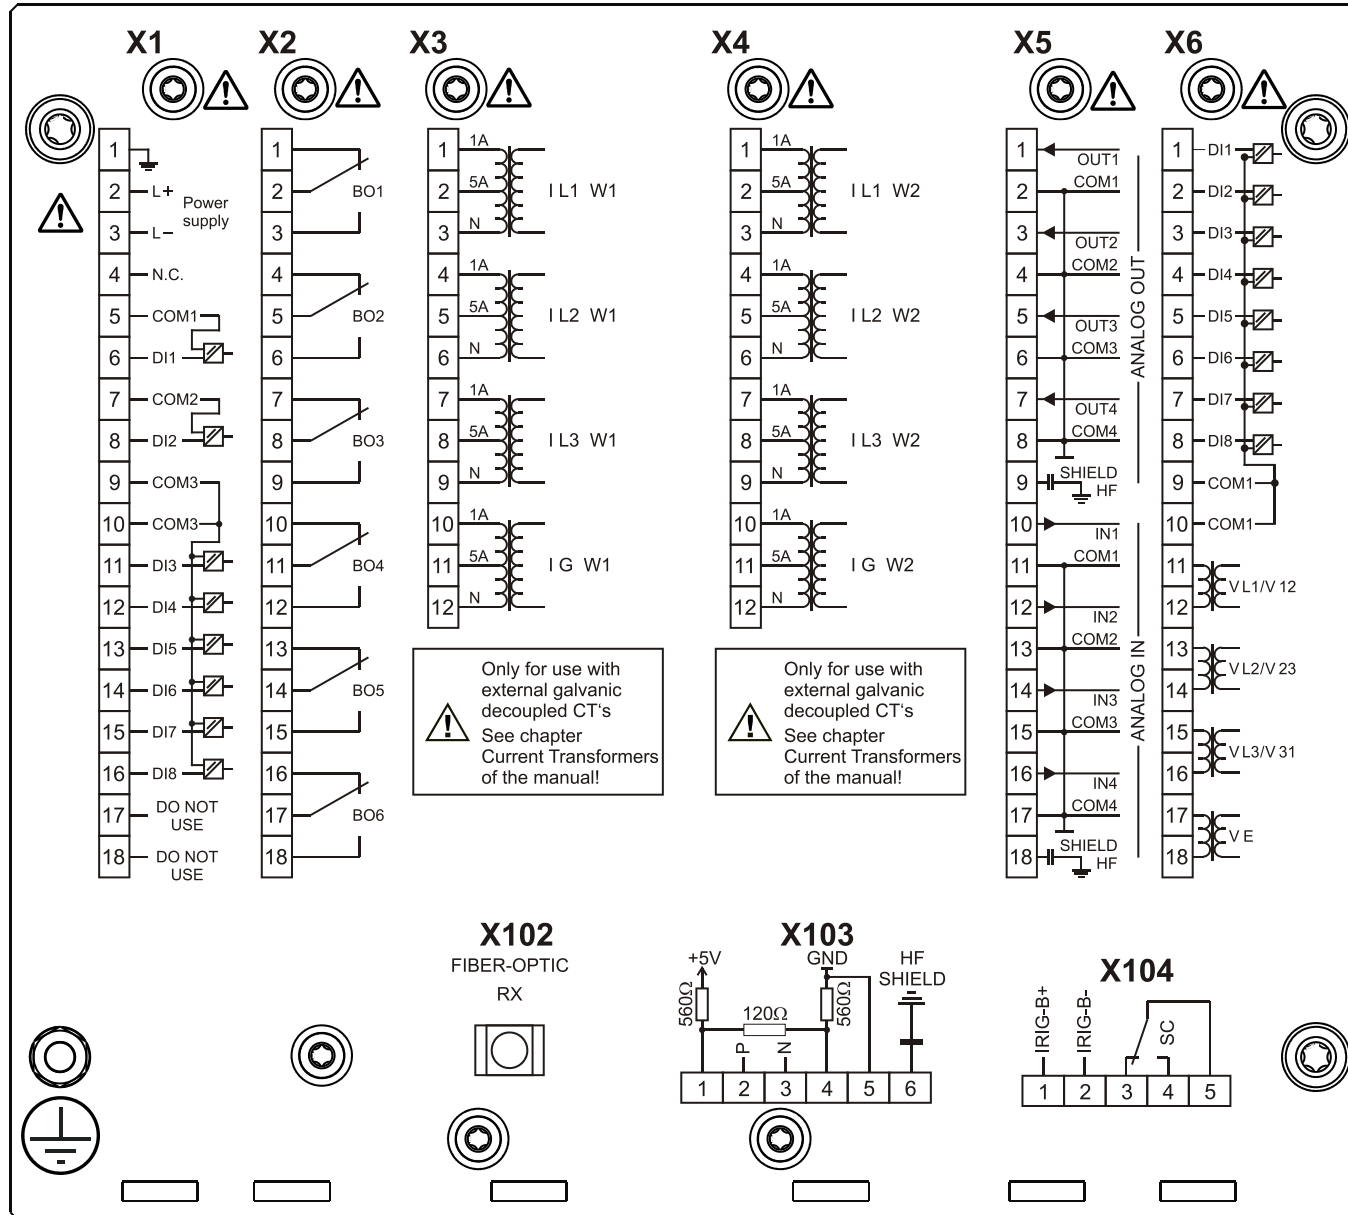 X1 X2 X3 X4 X5 X6
1
2 L+
Power
supply
3 L-
4 N.C.
5 COM1
6 DI1
7 COM2
8 DI2
9 COM3
10 COM3
11 DI3
12 DI4
13 DI5
14 DI6
15 DI7
16 DI8
17 DO NOT
USE
18 DO NOT
USE
1
2 BO1
3
4
5 BO2
6
7
8 BO3
9
10
11 BO4
12
13
14 BO5
15
16
17 BO6
18
1 1A
2 5A I L1 W1
3 N
4 1A
5 5A I L2 W1
6 N
7 1A
8 5A I L3 W1
9 N
10 1A
11 5A I G W1
12 N
Only for use with
external galvanic
decoupled CT's
See chapter
Current Transformers
of the manual!
1 1A
2 5A I L1 W2
3 N
4 1A
5 5A I L2 W2
6 N
7 1A
8 5A I L3 W2
9 N
10 1A
11 5A I G W2
12 N
Only for use with
external galvanic
decoupled CT's
See chapter
Current Transformers
of the manual!
1 OUT1
2 COM1
3 OUT2
4 COM2
5 OUT3
6 COM3
7 OUT4
8 COM4
9 SHIELD
HF
ANALOG OUT
10 IN1
11 COM1
12 IN2
13 COM2
14 IN3
15 COM3
16 IN4
17 COM4
18 SHIELD
HF
ANALOG IN
1 DI1
2 DI2
3 DI3
4 DI4
5 DI5
6 DI6
7 DI7
8 DI8
9 COM1
10 COM1
11
V L1/V 12
12
13
V L2/V 23
14
15
V L3/V 31
16
17
V E
18
X102
FIBER-OPTIC
RX
X103
+5V GND HF
SHIELD
560Ω 120Ω 560Ω
P N
1 2 3 4 5 6
X104
IRIG-B+ IRIG-B- SC
1 2 3 4 5